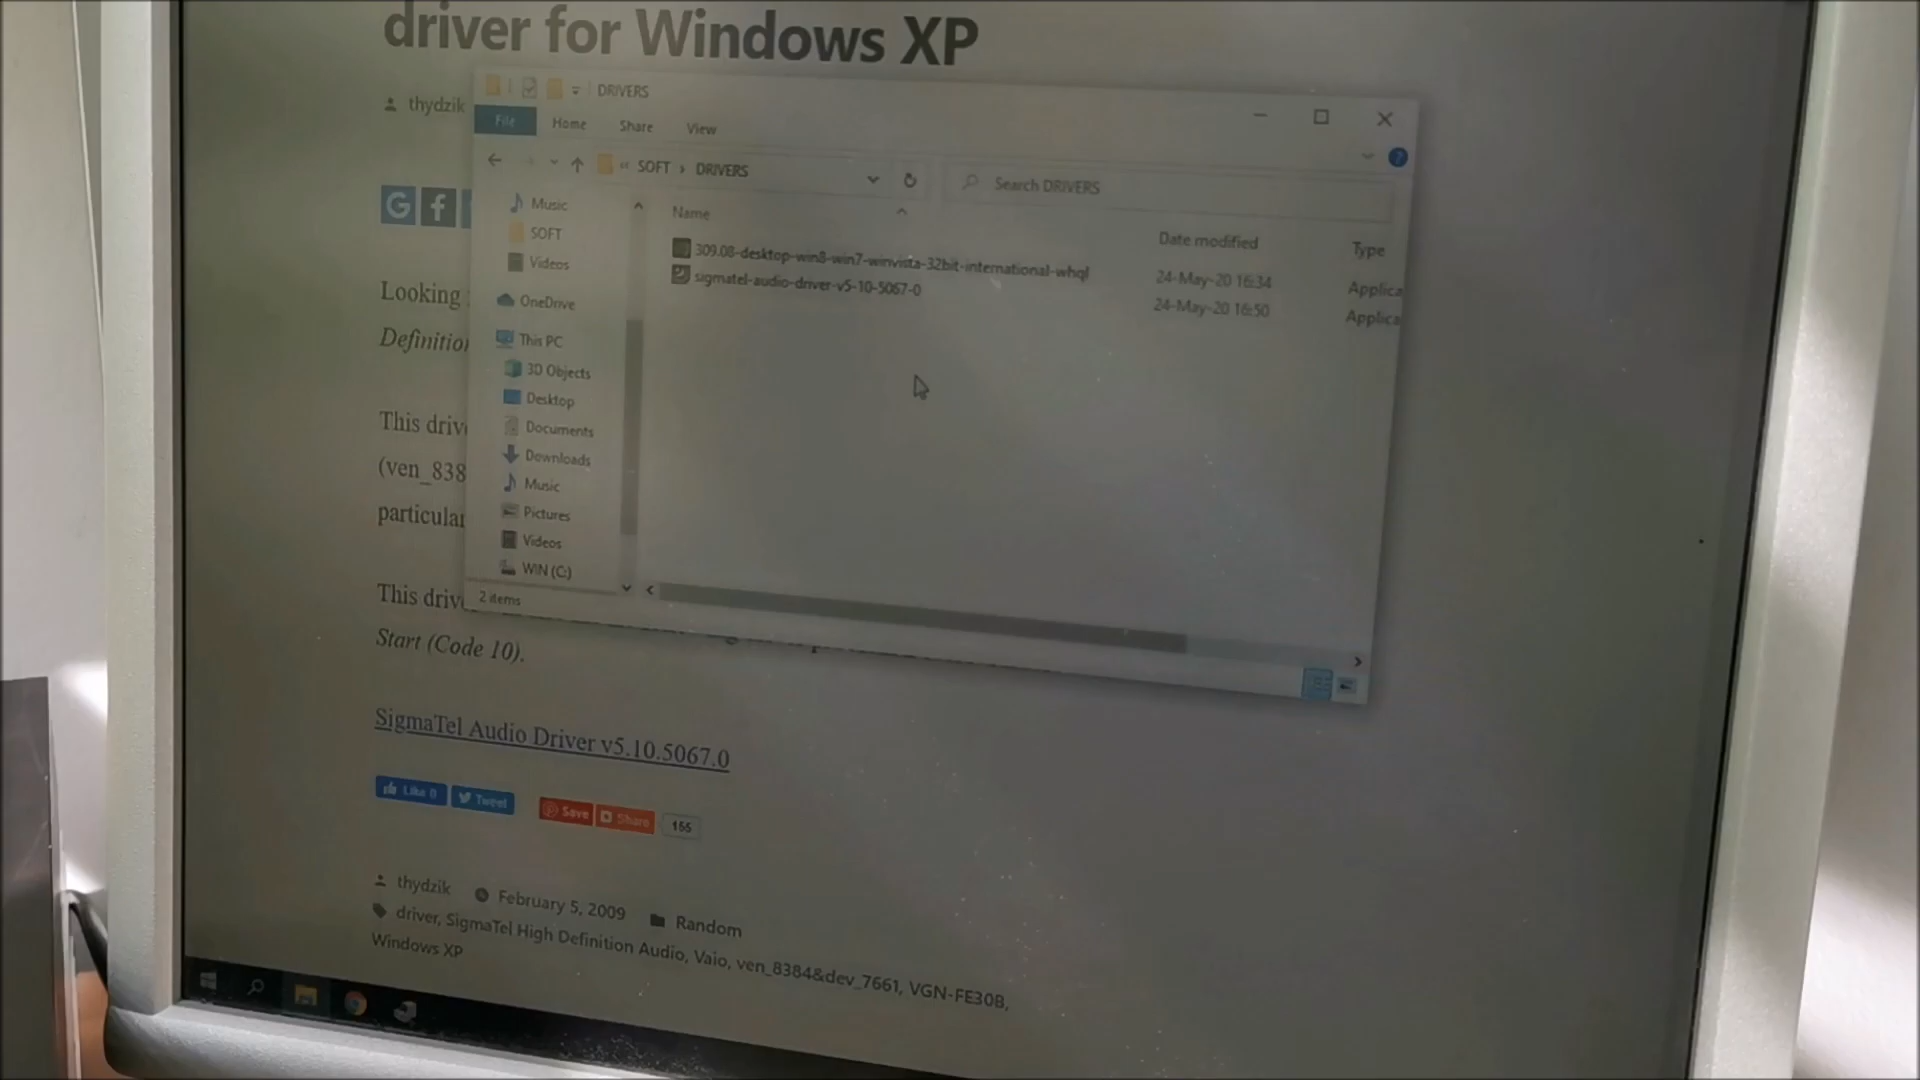 driver for Windows XP
thydzik
DRIVERS
File Home Share View
« SOFT › DRIVERS
Search DRIVERS
Name
Date modified
Type
Music
SOFT
Videos
OneDrive
This PC
3D Objects
Desktop
Documents
Downloads
Music
Pictures
Videos
WIN (C:)
309.08-desktop-win8-win7-winvista-32bit-international-whql
24-May-20 16:34
Applica
sigmatel-audio-driver-v5-10-5067-0
24-May-20 16:50
Applica
2 items
G f
Looking
Definition
This driv
(ven_838
particular
This driv
Start (Code 10).
SigmaTel Audio Driver v5.10.5067.0
Like 0 Tweet Save Share 155
thydzik February 5, 2009 Random
driver, SigmaTel High Definition Audio, Vaio, ven_8384&dev_7661, VGN-FE30B,
Windows XP